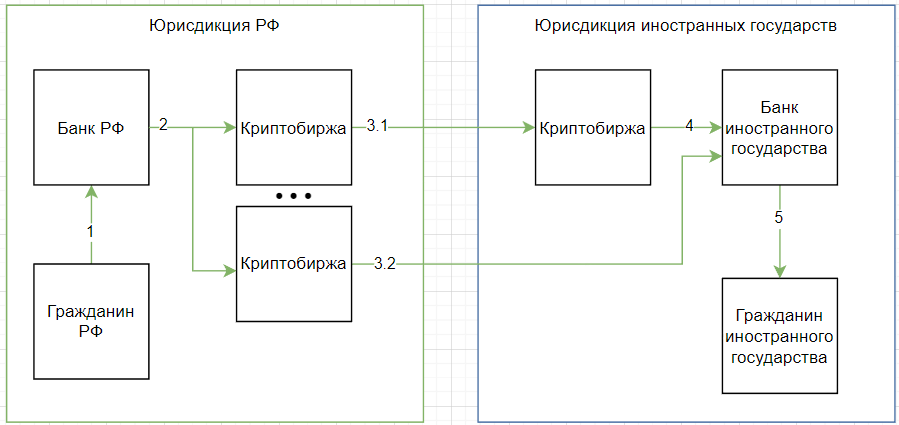 Юрисдикция РФ
Юрисдикция иностранных государств
Банк РФ
2
Криптобиржа
3.1
Криптобиржа
4
Банк
иностранного
государства
1
Криптобиржа
3.2
5
Гражданин
РФ
Гражданин
иностранного
государства